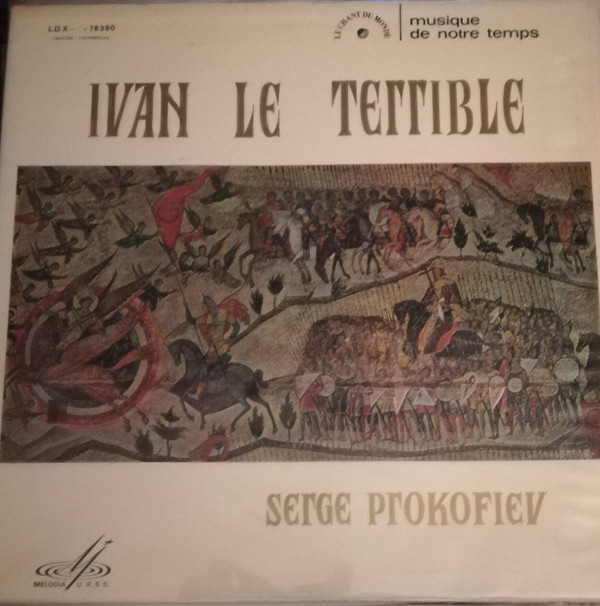 LDX - - 78390
LE CHANT DU MONDE
musique
de notre temps
IVAN LE TERRIBLE
SERGE PROKOFIEV
MELODIA U.R.S.S.